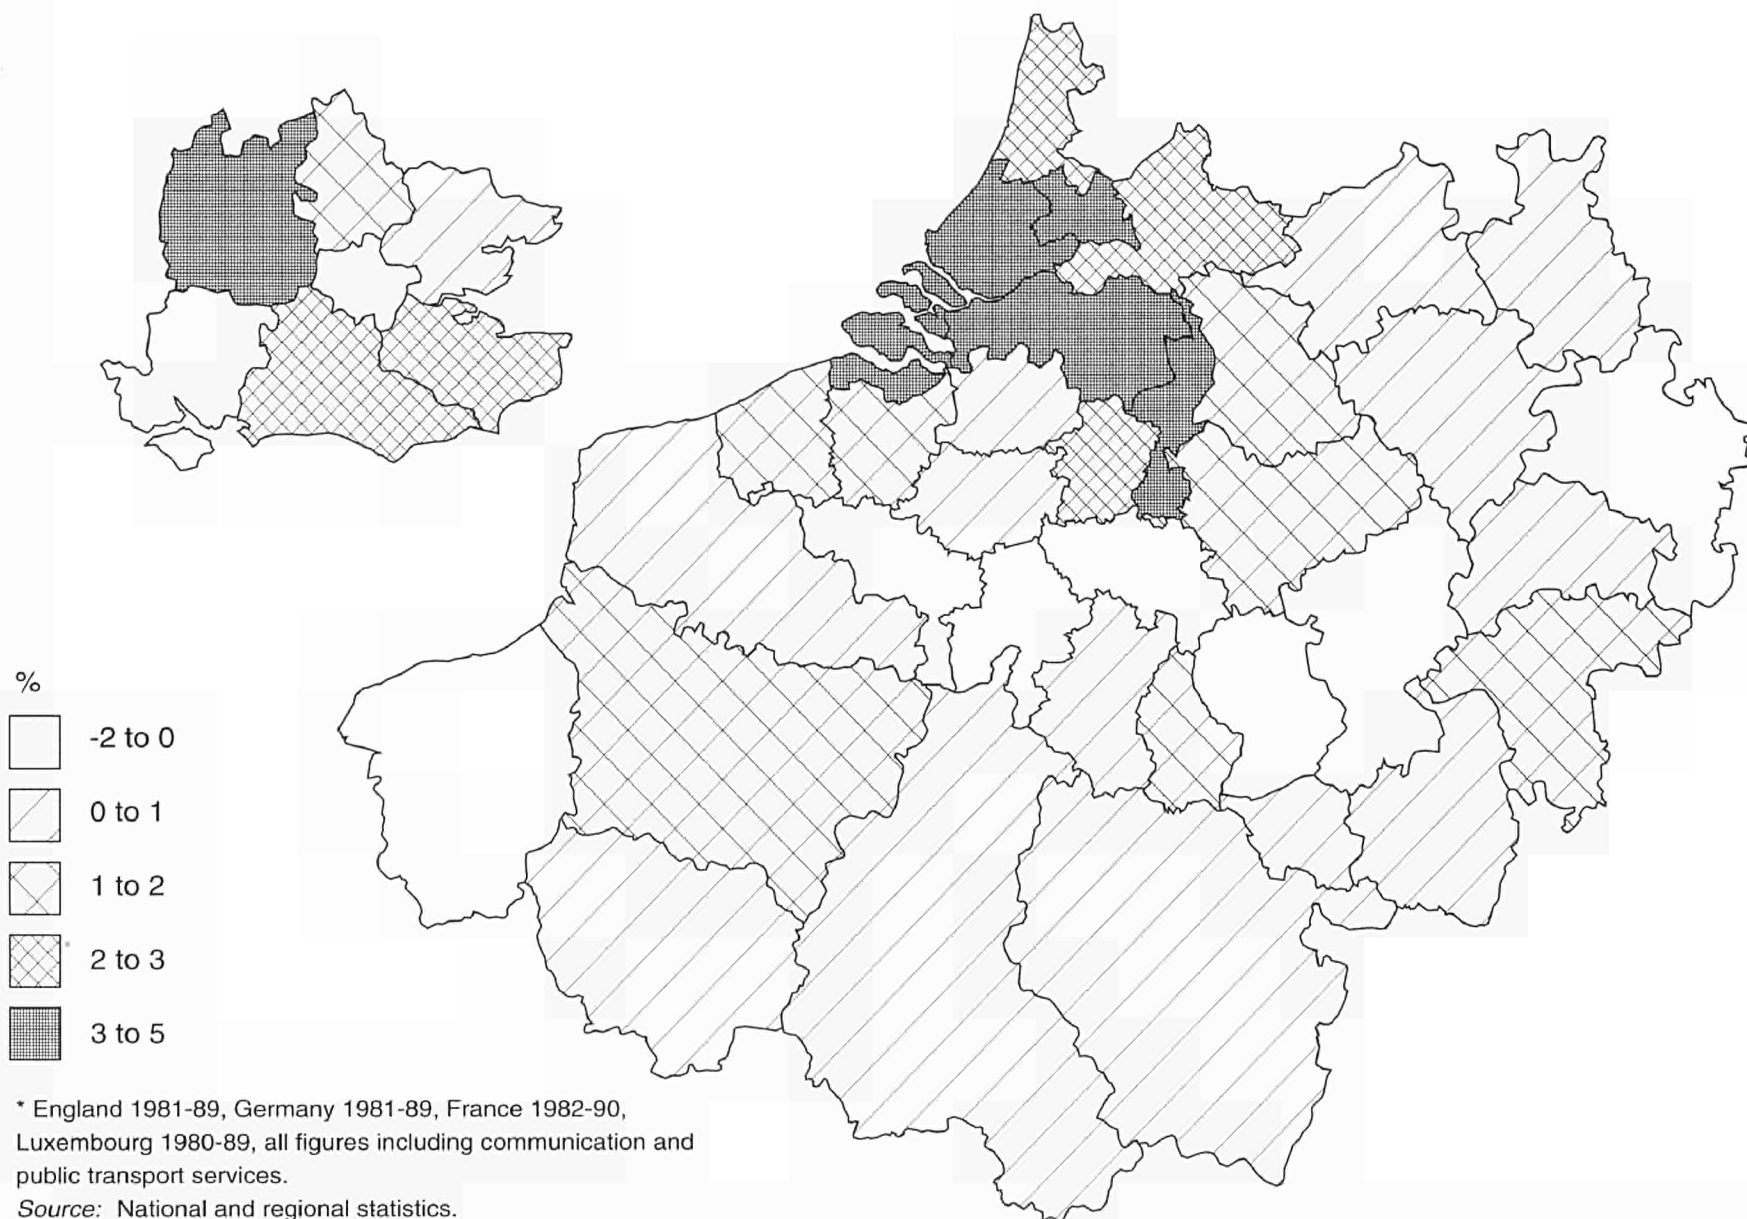 %
-2 to 0
0 to 1
1 to 2
2 to 3
3 to 5
* England 1981-89, Germany 1981-89, France 1982-90,
Luxembourg 1980-89, all figures including communication and
public transport services.
Source: National and regional statistics.